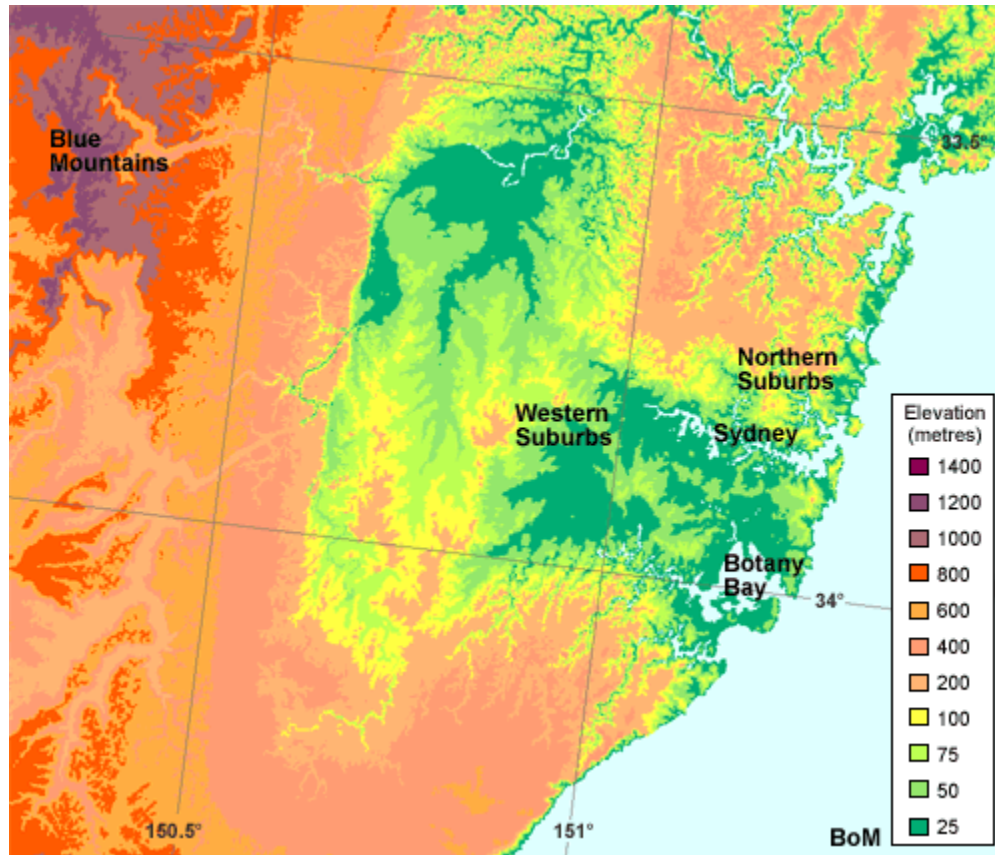 Blue
Mountains
33.5°
Northern
Suburbs
Western
Suburbs
Sydney
Botany
Bay
34°
150.5°
151°
BoM
Elevation
(metres)
1400
1200
1000
800
600
400
200
100
75
50
25